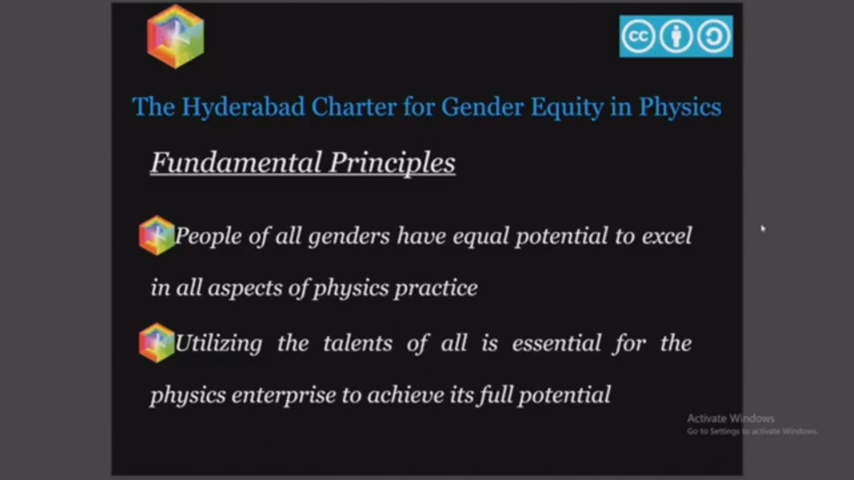 cc
The Hyderabad Charter for Gender Equity in Physics
Fundamental Principles
People of all genders have equal potential to excel
in all aspects of physics practice
Utilizing the talents of all is essential for the
physics enterprise to achieve its full potential
Activate Windows
Go to Settings to activate Windows.